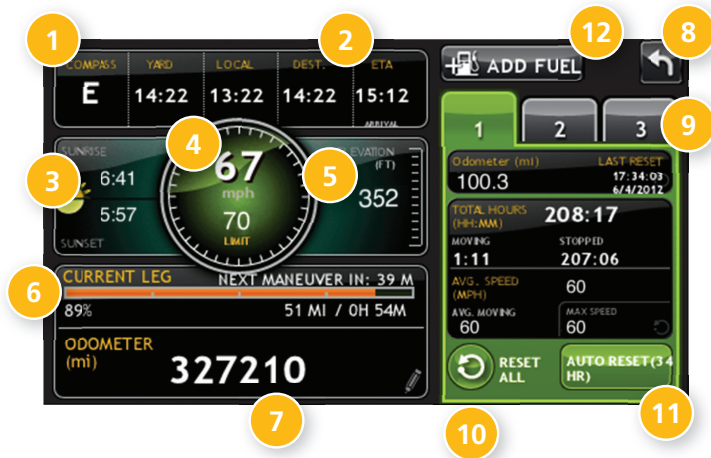 1
2
12
8
COMPASS YARD LOCAL DEST. ETA
E 14:22 13:22 14:22 15:12
ARRIVAL
ADD FUEL
1 2 3
9
3
SUNRISE
6:41
5:57
SUNSET
4
67
mph
70
LIMIT
5
ELEVATION
(FT)
352
Odometer (mi) LAST RESET
100.3 17:34:03
6/4/2012
TOTAL HOURS
(HH:MM) 208:17
MOVING STOPPED
1:11 207:06
AVG. SPEED
(MPH) 60
AVG. MOVING MAX SPEED
60 60
6
CURRENT LEG NEXT MANEUVER IN: 39 M
89% 51 MI / 0H 54M
ODOMETER
(mi)
327210
RESET
ALL
AUTO RESET(34
HR)
7
10
11